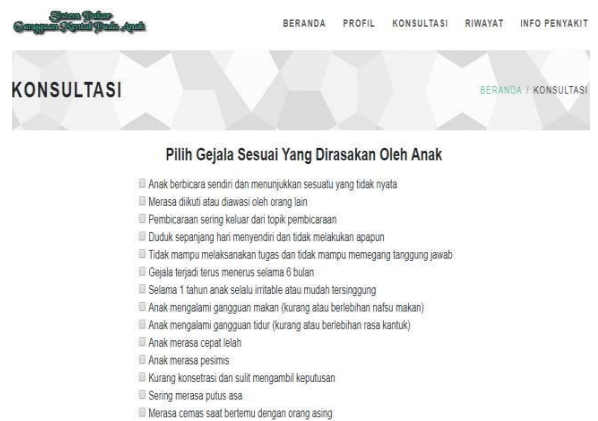 Sistem Pakar
Gangguan Mental Pada Anak
BERANDA PROFIL KONSULTASI RIWAYAT INFO PENYAKIT
KONSULTASI
BERANDA / KONSULTASI
Pilih Gejala Sesuai Yang Dirasakan Oleh Anak
Anak berbicara sendiri dan menunjukkan sesuatu yang tidak nyata
Merasa diikuti atau diawasi oleh orang lain
Pembicaraan sering keluar dari topik pembicaraan
Duduk sepanjang hari menyendiri dan tidak melakukan apapun
Tidak mampu melaksanakan tugas dan tidak mampu memegang tanggung jawab
Gejala terjadi terus menerus selama 6 bulan
Selama 1 tahun anak selalu irritable atau mudah tersinggung
Anak mengalami gangguan makan (kurang atau berlebihan nafsu makan)
Anak mengalami gangguan tidur (kurang atau berlebihan rasa kantuk)
Anak merasa cepat lelah
Anak merasa pesimis
Kurang konsetrasi dan sulit mengambil keputusan
Sering merasa putus asa
Merasa cemas saat bertemu dengan orang asing